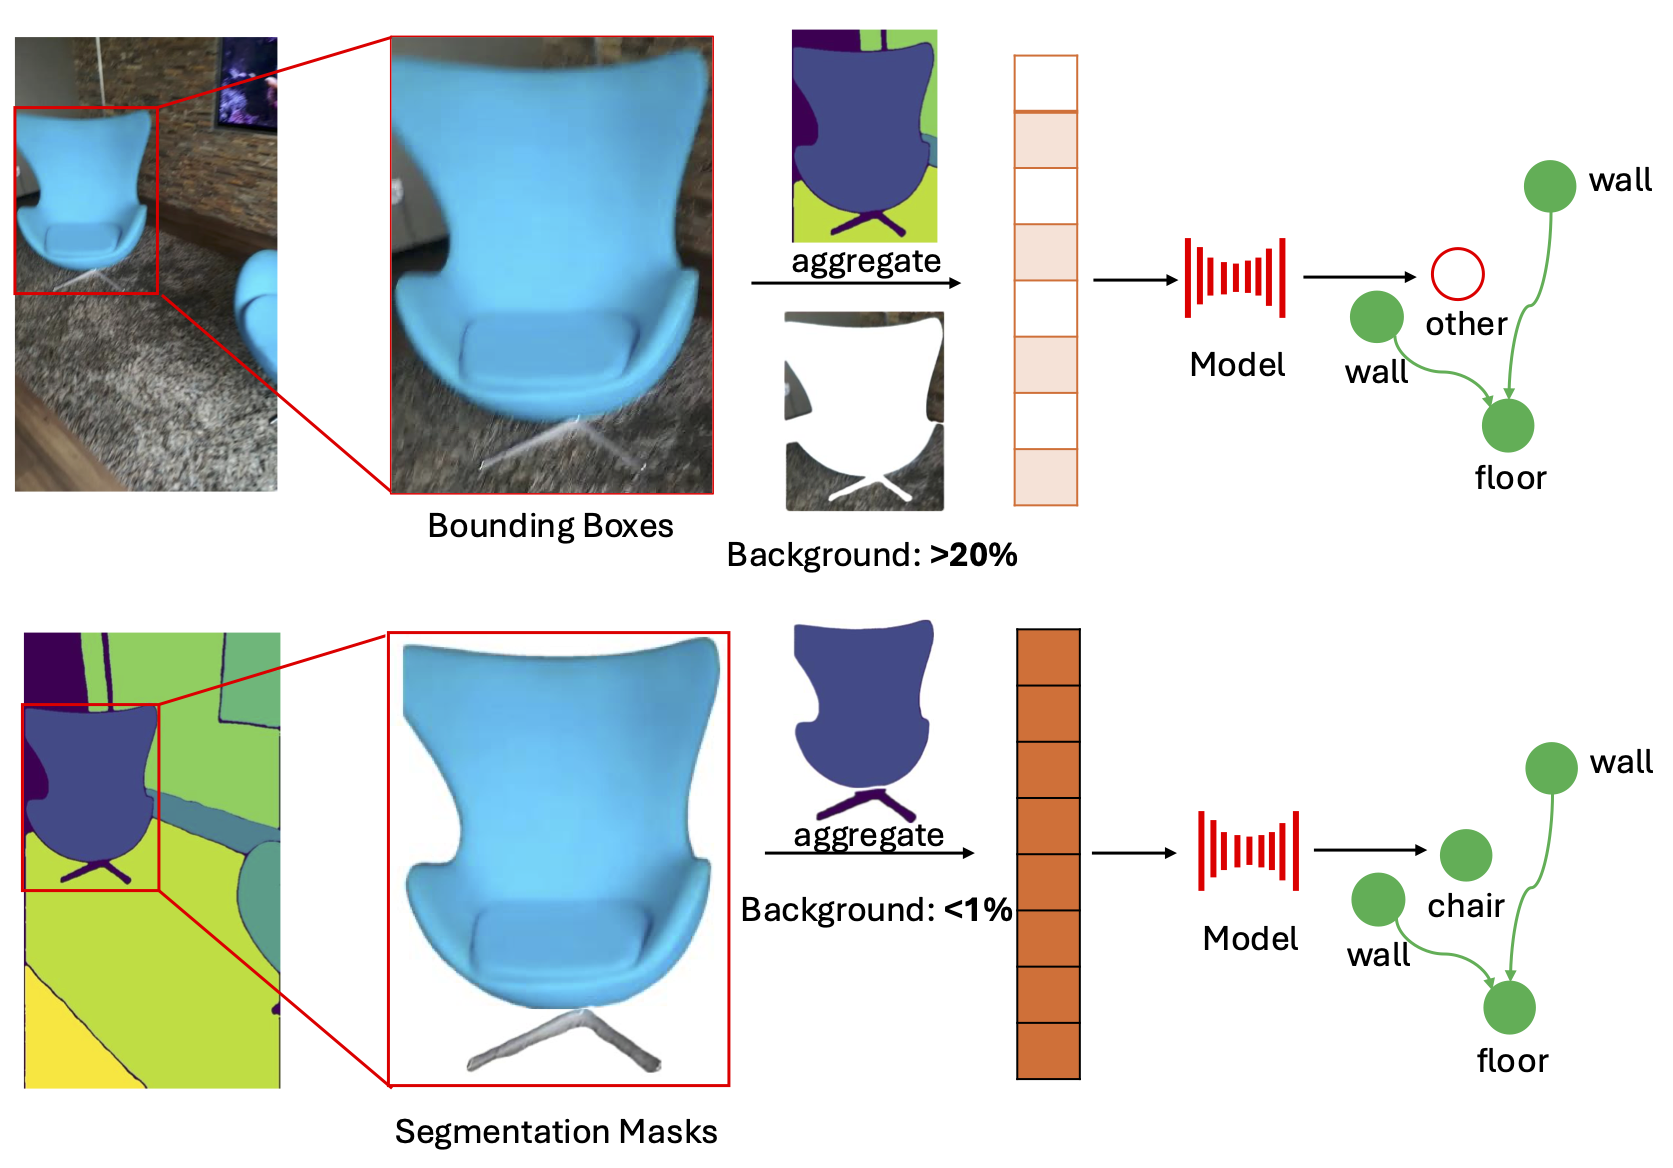 aggregate
Bounding Boxes
Background: >20%
Model
wall
other
wall
floor
aggregate
Background: <1%
Segmentation Masks
Model
wall
chair
wall
floor